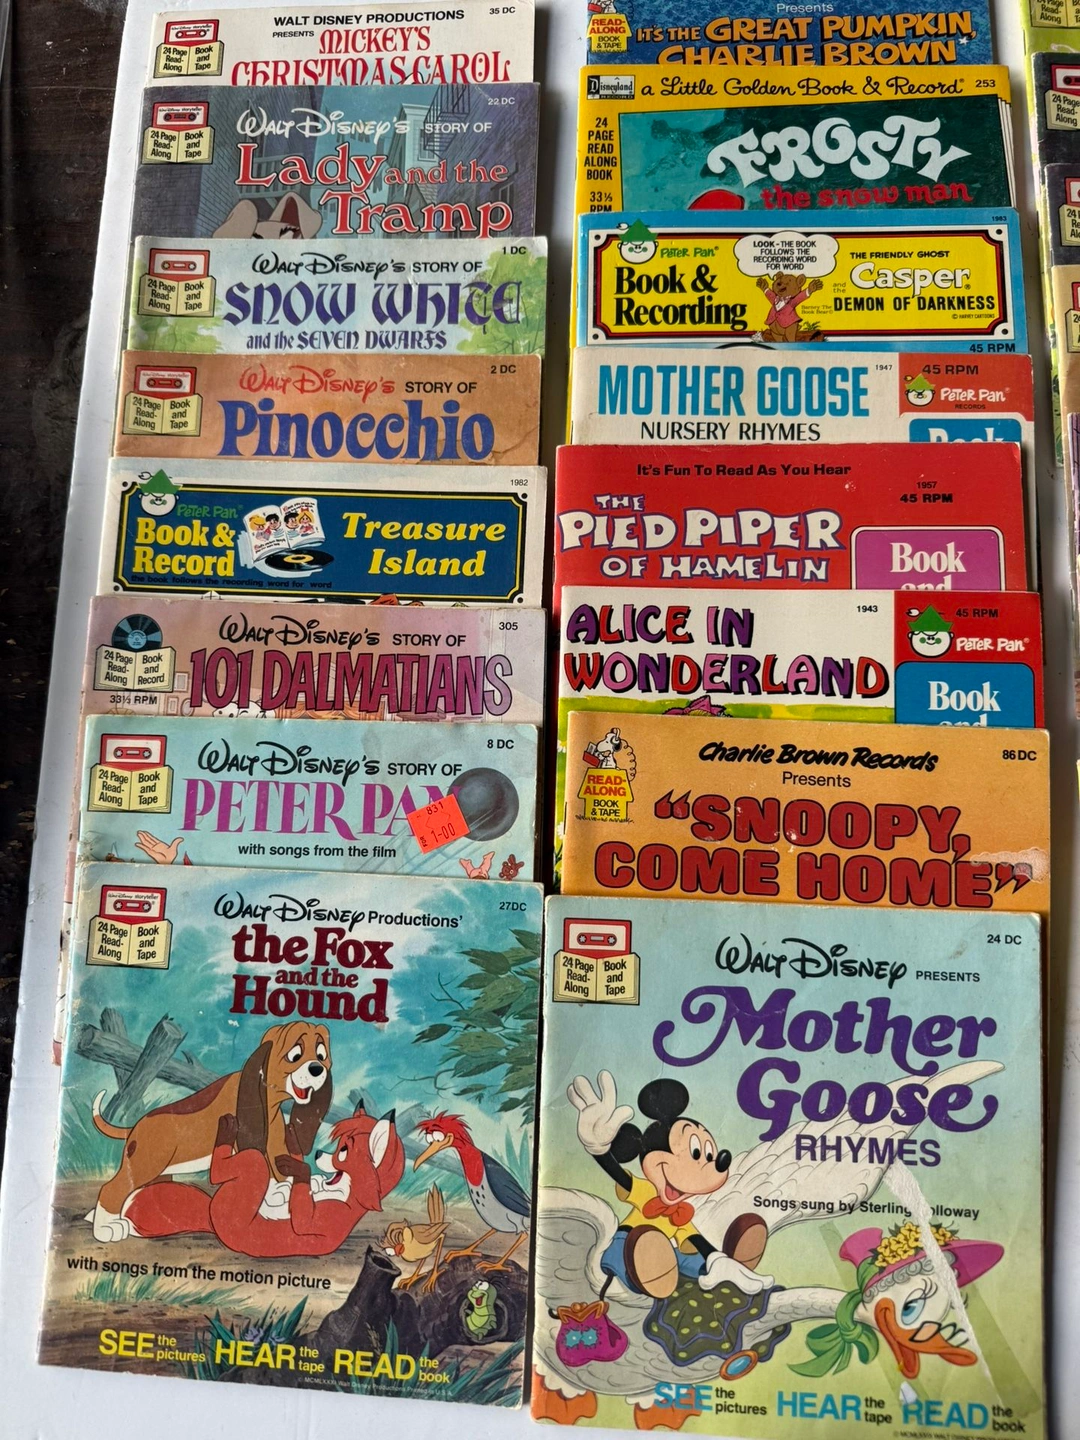 35 DC
WALT DISNEY PRODUCTIONS
PRESENTS
MICKEY'S
CHRISTMAS CAROL
24 Page Book
Read- and
Along Tape
22 DC
WALT DISNEY'S STORY OF
Lady and the
Tramp
24 Page Book
Read- and
Along Tape
1 DC
WALT DISNEY'S STORY OF
SNOW WHITE
and the SEVEN DWARFS
24 Page Book
Read- and
Along Tape
2 DC
WALT DISNEY'S STORY OF
Pinocchio
24 Page Book
Read- and
Along Tape
1982
PETER PAN
Book &
Record
the book follows the recording word for word
Treasure
Island
305
WALT DISNEY'S STORY OF
101 DALMATIANS
24 Page Book
Read- and
Along Record
33⅓ RPM
8 DC
WALT DISNEY'S STORY OF
PETER PA
with songs from the film
24 Page Book
Read- and
Along Tape
831
1.00
27DC
WALT DISNEY Productions'
the Fox
and the
Hound
24 Page Book
Read- and
Along Tape
with songs from the motion picture
SEE the pictures HEAR the tape READ the book
Presents
IT'S THE GREAT PUMPKIN,
CHARLIE BROWN
READ-
ALONG
BOOK
& TAPE
Disneyland
a Little Golden Book & Record 253
24
PAGE
READ
ALONG
BOOK
33⅓
RPM
FROSTY
the snow man
1983
PETER PAN
Book &
Recording
LOOK-THE BOOK
FOLLOWS THE
RECORDING WORD
FOR WORD
THE FRIENDLY GHOST
Casper
and the
DEMON OF DARKNESS
© HARVEY CARTOONS
45 RPM
MOTHER GOOSE
NURSERY RHYMES
1947
45 RPM
PETER PAN
RECORDS
Book
It's Fun To Read As You Hear
1957
45 RPM
THE
PIED PIPER
OF HAMELIN
Book
and
ALICE IN
WONDERLAND
1943
45 RPM
PETER PAN
Book
and
Charlie Brown Records
Presents
86 DC
"SNOOPY,
COME HOME"
READ-
ALONG
BOOK
& TAPE
24 DC
WALT DISNEY PRESENTS
Mother
Goose
RHYMES
24 Page Book
Read- and
Along Tape
Songs sung by Sterling olloway
SEE the pictures HEAR the tape READ the book